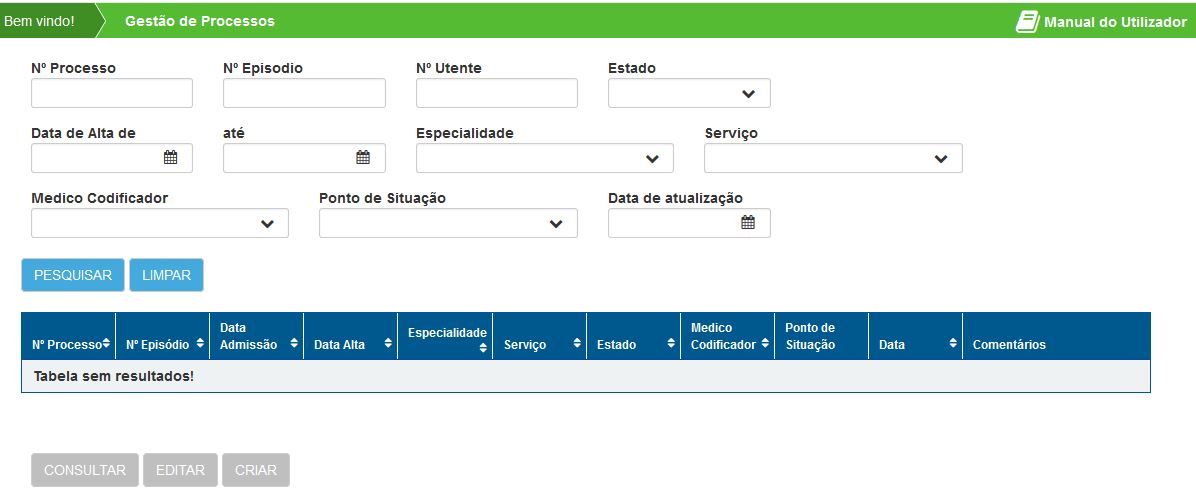 Bem vindo! Gestão de Processos Manual do Utilizador
Nº Processo Nº Episodio Nº Utente Estado
Data de Alta de até Especialidade Serviço
Medico Codificador Ponto de Situação Data de atualização
PESQUISAR LIMPAR
Nº Processo Nº Episódio Data Admissão Data Alta Especialidade Serviço Estado Medico Codificador Ponto de Situação Data Comentários
Tabela sem resultados!
CONSULTAR EDITAR CRIAR